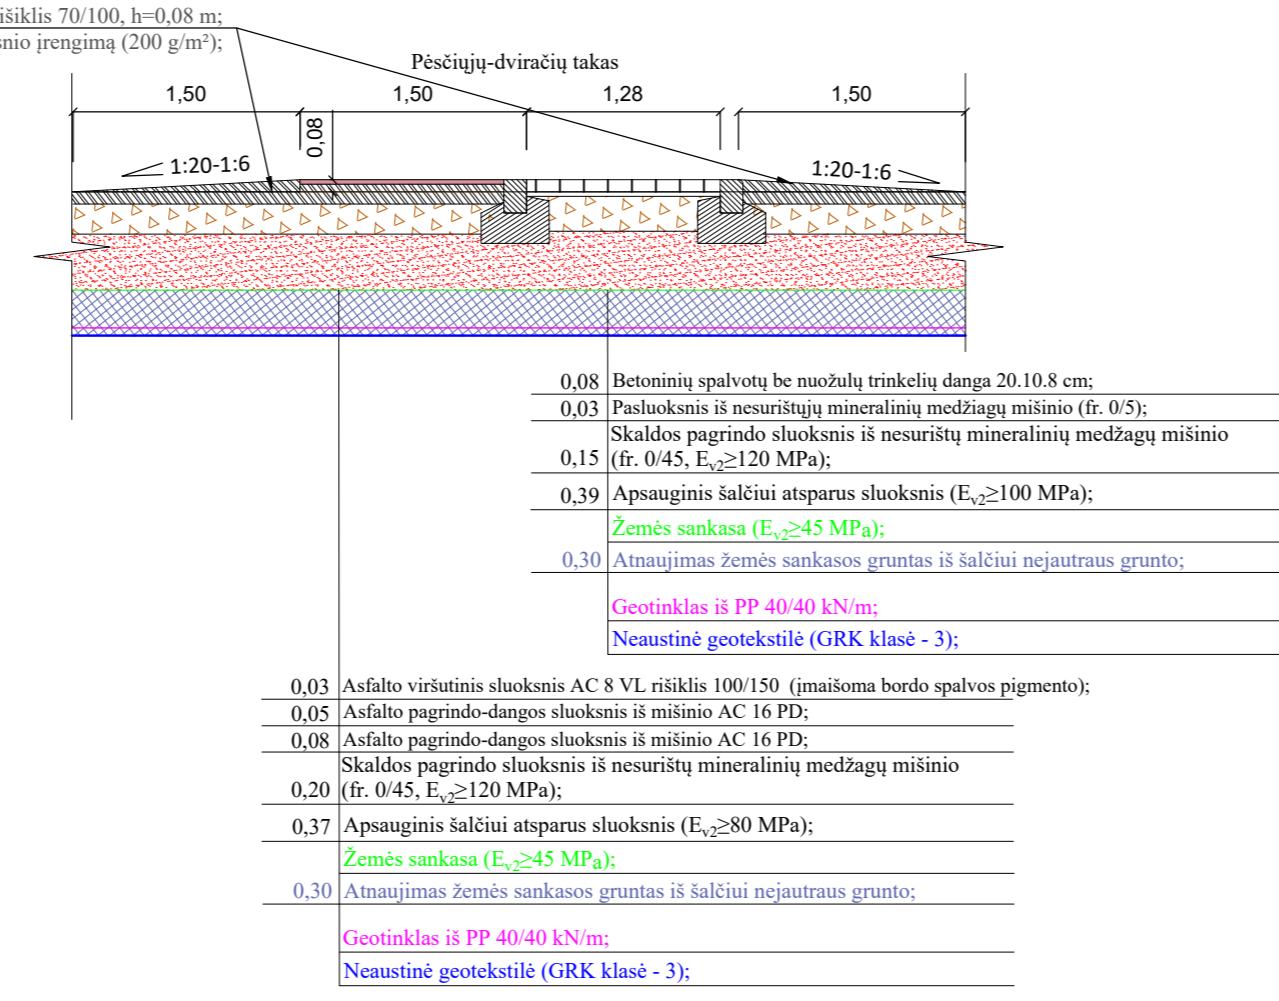 rišiklis 70/100, h=0,08 m;
snio įrengimą (200 g/m²);
Pėsčiųjų-dviračių takas
1,50 1,50 1,28 1,50
0,08
1:20-1:6 1:20-1:6
0,08 Betoninių spalvotų be nuožulų trinkelių danga 20.10.8 cm;
0,03 Pasluoksnis iš nesurištųjų mineralinių medžiagų mišinio (fr. 0/5);
Skaldos pagrindo sluoksnis iš nesurištų mineralinių medžagų mišinio
0,15 (fr. 0/45, Ev2≥120 MPa);
0,39 Apsauginis šalčiui atsparus sluoksnis (Ev2≥100 MPa);
Žemės sankasa (Ev2≥45 MPa);
0,30 Atnaujimas žemės sankasos gruntas iš šalčiui nejautraus grunto;
Geotinklas iš PP 40/40 kN/m;
Neaustinė geotekstilė (GRK klasė - 3);
0,03 Asfalto viršutinis sluoksnis AC 8 VL rišiklis 100/150 (įmaišoma bordo spalvos pigmento);
0,05 Asfalto pagrindo-dangos sluoksnis iš mišinio AC 16 PD;
0,08 Asfalto pagrindo-dangos sluoksnis iš mišinio AC 16 PD;
Skaldos pagrindo sluoksnis iš nesurištų mineralinių medžagų mišinio
0,20 (fr. 0/45, Ev2≥120 MPa);
0,37 Apsauginis šalčiui atsparus sluoksnis (Ev2≥80 MPa);
Žemės sankasa (Ev2≥45 MPa);
0,30 Atnaujimas žemės sankasos gruntas iš šalčiui nejautraus grunto;
Geotinklas iš PP 40/40 kN/m;
Neaustinė geotekstilė (GRK klasė - 3);